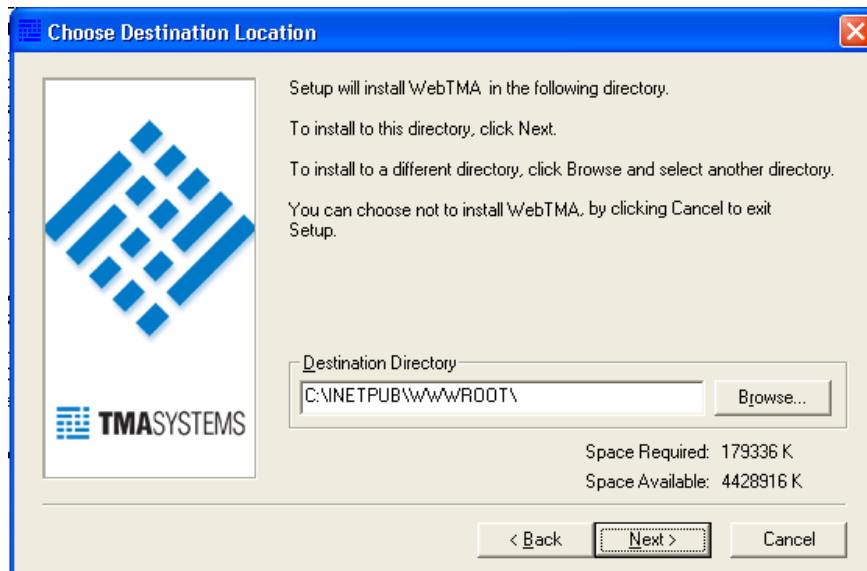 Choose Destination Location
Setup will install WebTMA in the following directory.
To install to this directory, click Next.
To install to a different directory, click Browse and select another directory.
You can choose not to install WebTMA, by clicking Cancel to exit
Setup.
TMASYSTEMS
Destination Directory
C:\INETPUB\WWWROOT\
Browse...
Space Required: 179336 K
Space Available: 4428916 K
< Back
Next >
Cancel